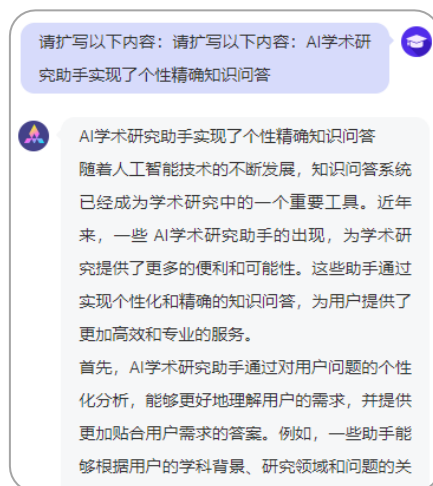 请扩写以下内容：请扩写以下内容：AI学术研
究助手实现了个性精确知识问答
AI学术研究助手实现了个性精确知识问答
随着人工智能技术的不断发展，知识问答系统
已经成为学术研究中的一个重要工具。近年
来，一些 AI学术研究助手的出现，为学术研
究提供了更多的便利和可能性。这些助手通过
实现个性化和精确的知识问答，为用户提供了
更加高效和专业的服务。
首先，AI学术研究助手通过对用户问题的个性
化分析，能够更好地理解用户的需求，并提供
更加贴合用户需求的答案。例如，一些助手能
够根据用户的学科背景、研究领域和问题的关